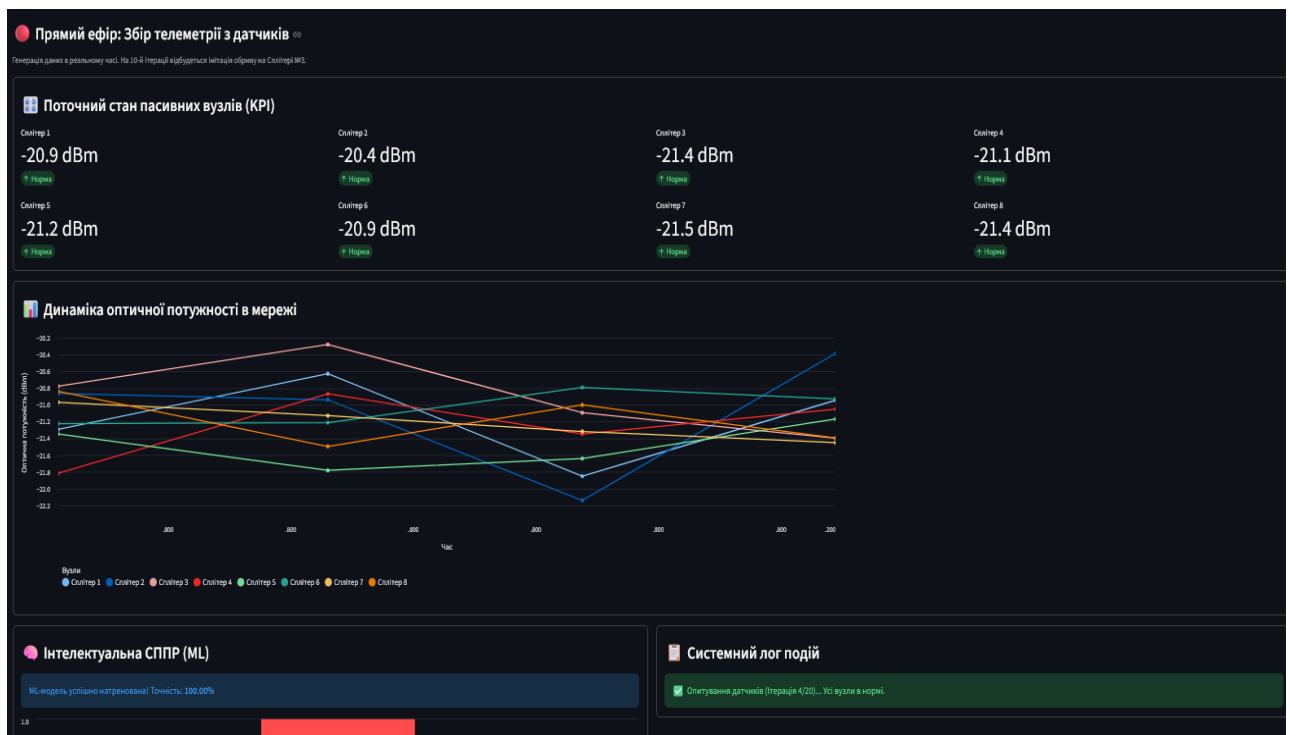 Прямий ефір: Збір телеметрії з датчиків
Генерація даних в реальному часі. На 10-й ітерації відбудеться імітація обриву на Сплітері №3.
Поточний стан пасивних вузлів (KPI)
Сплітер 1 Сплітер 2 Сплітер 3 Сплітер 4
-20.9 dBm -20.4 dBm -21.4 dBm -21.1 dBm
↑ Норма ↑ Норма ↑ Норма ↑ Норма
Сплітер 5 Сплітер 6 Сплітер 7 Сплітер 8
-21.2 dBm -20.9 dBm -21.5 dBm -21.4 dBm
↑ Норма ↑ Норма ↑ Норма ↑ Норма
Динаміка оптичної потужності в мережі
Оптична потужність (dBm)
−20.2
−20.4
−20.6
−20.8
−21.0
−21.2
−21.4
−21.6
−21.8
−22.0
−22.2
.800 .800 .800 .800 .800 .800 .200
Час
Вузли
Сплітер 1 Сплітер 2 Сплітер 3 Сплітер 4 Сплітер 5 Сплітер 6 Сплітер 7 Сплітер 8
Інтелектуальна СППР (ML)
ML-модель успішно натренована! Точність: 100.00%
1.0
Системний лог подій
Опитування датчиків (Ітерація 4/20)... Усі вузли в нормі.